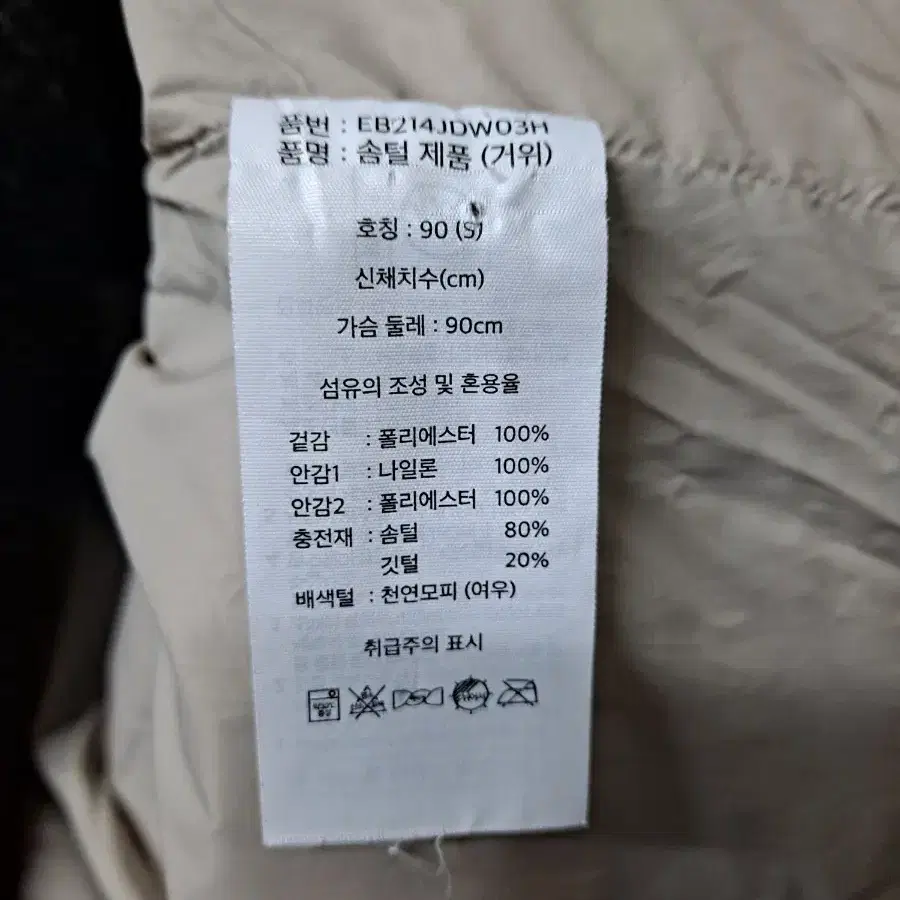 품번 : EB214JDW03H
품명 : 솜털 제품 (거위)
호칭 : 90 (S)
신체치수(cm)
가슴 둘레 : 90cm
섬유의 조성 및 혼용율
겉감 : 폴리에스터 100%
안감1 : 나일론 100%
안감2 : 폴리에스터 100%
충전재 : 솜털 80%
깃털 20%
배색털 : 천연모피 (여우)
취급주의 표시